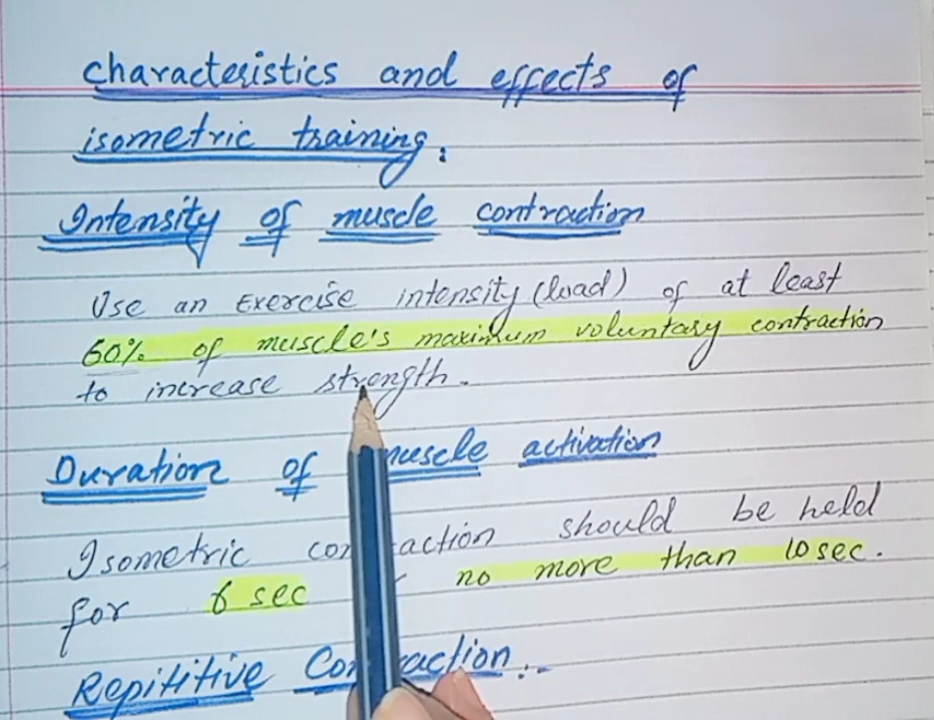 characteristics and effects of
isometric training:
Intensity of muscle contraction
Use an Exercise intensity (load) of at least
60% of muscle's maximum voluntary contraction
to increase strength.
Duration of muscle activation
Isometric contraction should be held
for 6 sec no more than 10 sec.
Repititive Contraction :-